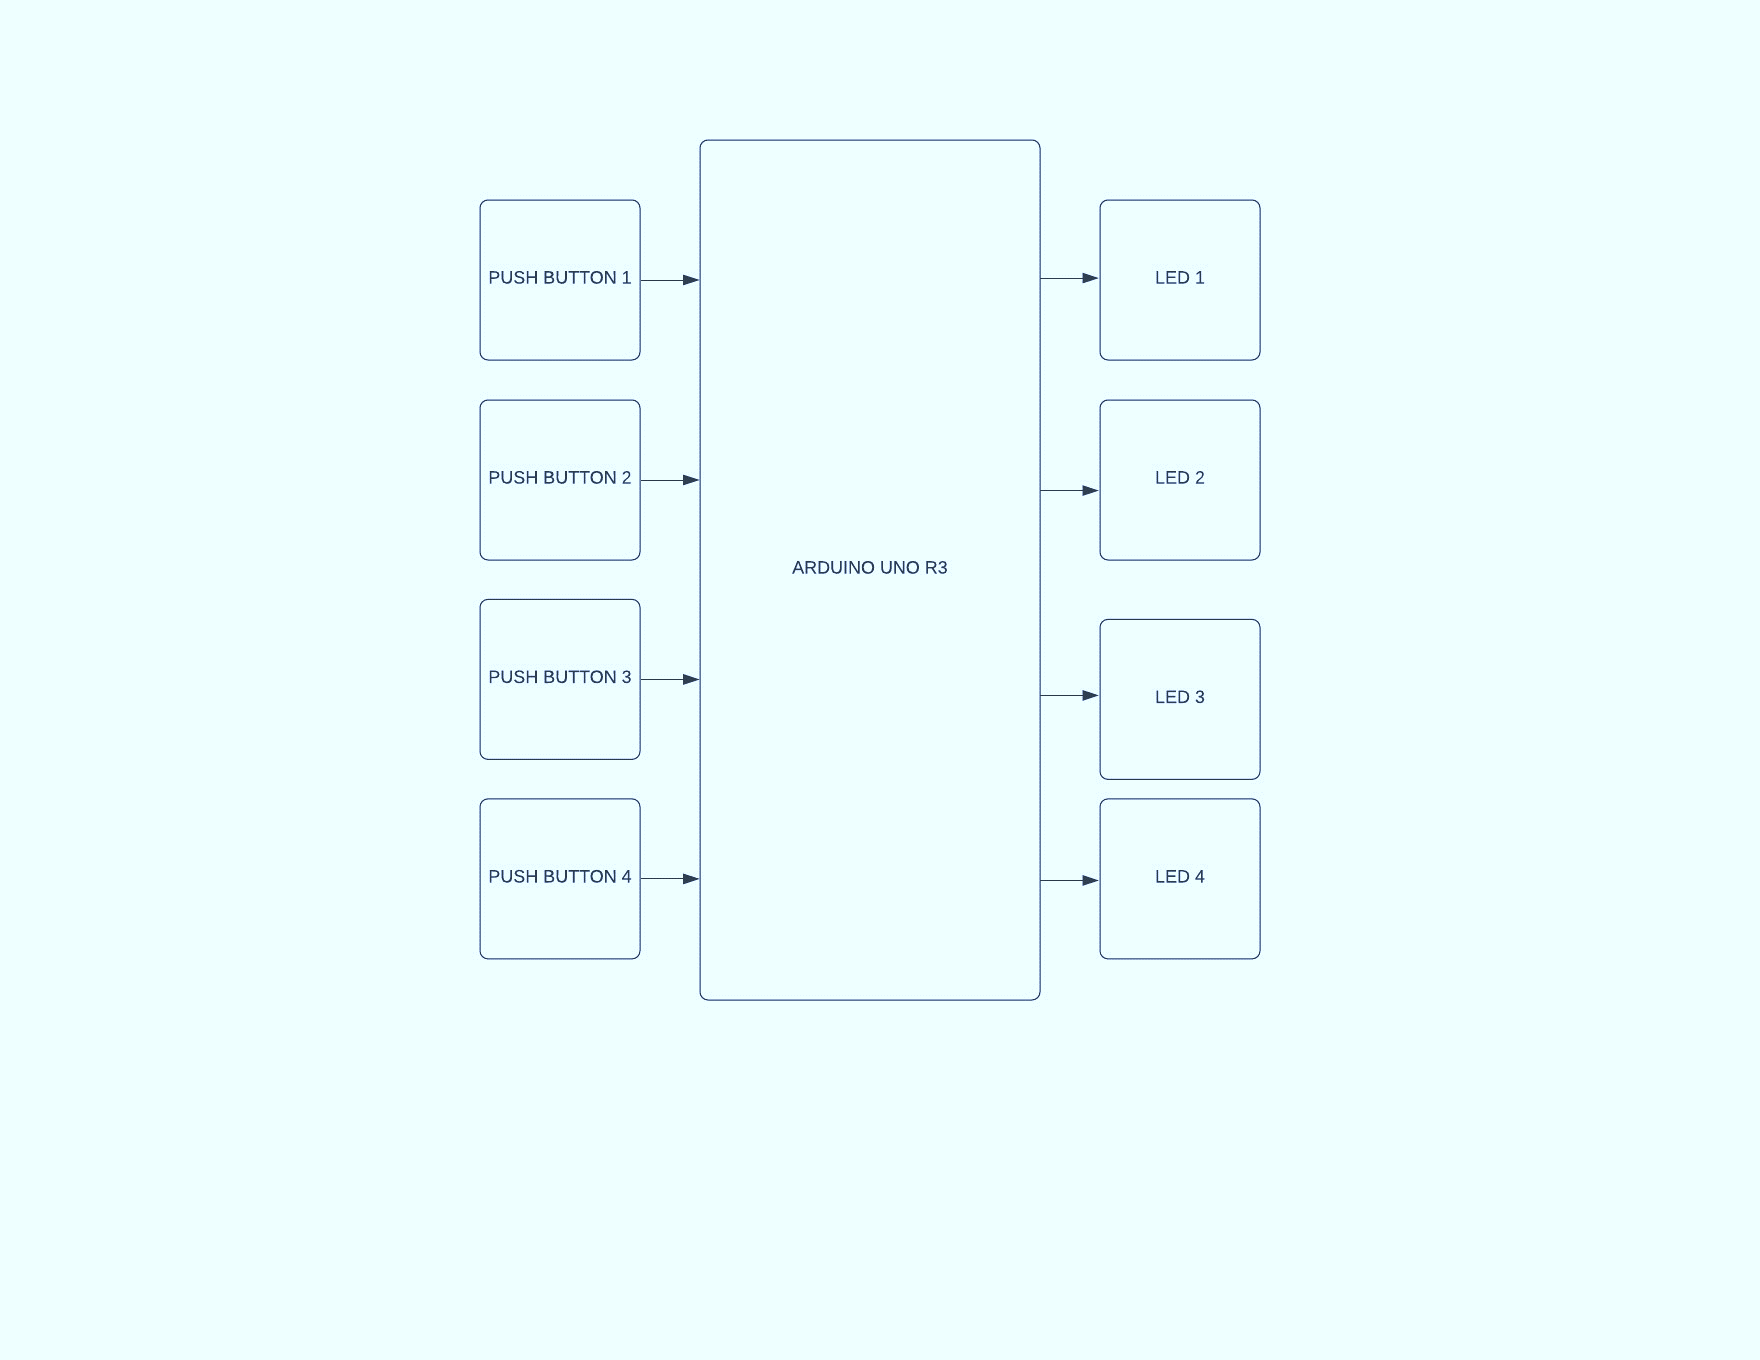 PUSH BUTTON 1
LED 1
PUSH BUTTON 2
LED 2
ARDUINO UNO R3
PUSH BUTTON 3
LED 3
PUSH BUTTON 4
LED 4